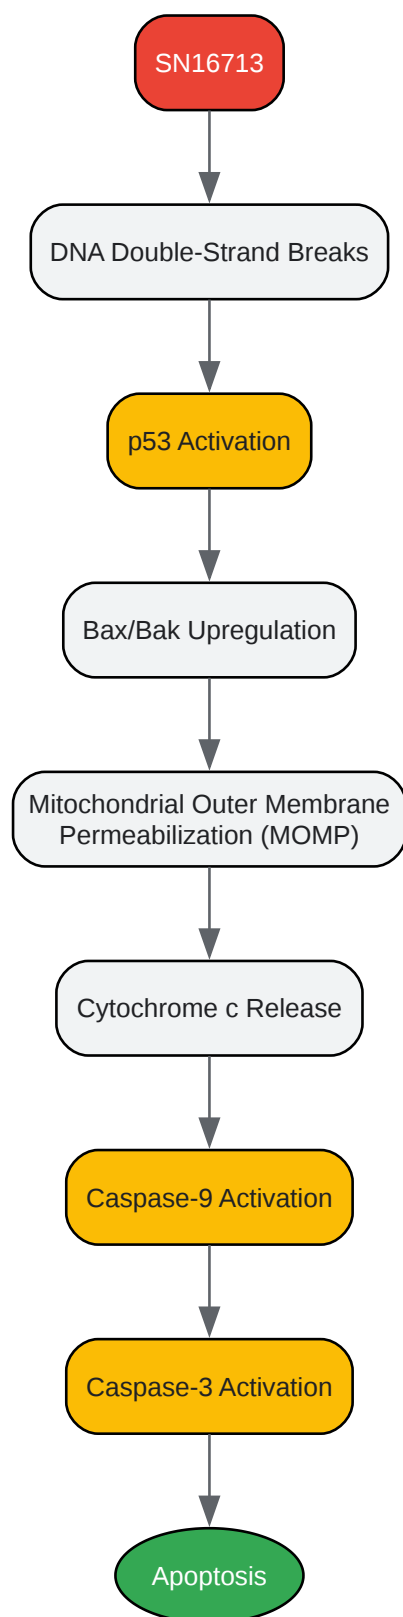 SN16713
DNA Double-Strand Breaks
p53 Activation
Bax/Bak Upregulation
Mitochondrial Outer Membrane
Permeabilization (MOMP)
Cytochrome c Release
Caspase-9 Activation
Caspase-3 Activation
Apoptosis